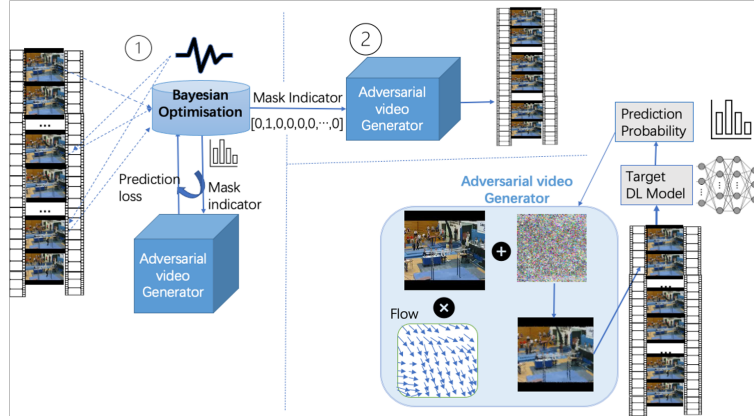 1
2
...
...
Bayesian
Optimisation
Mask Indicator
[0,1,0,0,0,0,···,0]
Adversarial
video
Generator
Prediction
loss
Mask
indicator
Adversarial
video
Generator
Prediction
Probability
Target
DL Model
Adversarial video
Generator
+
Flow
×
...
...